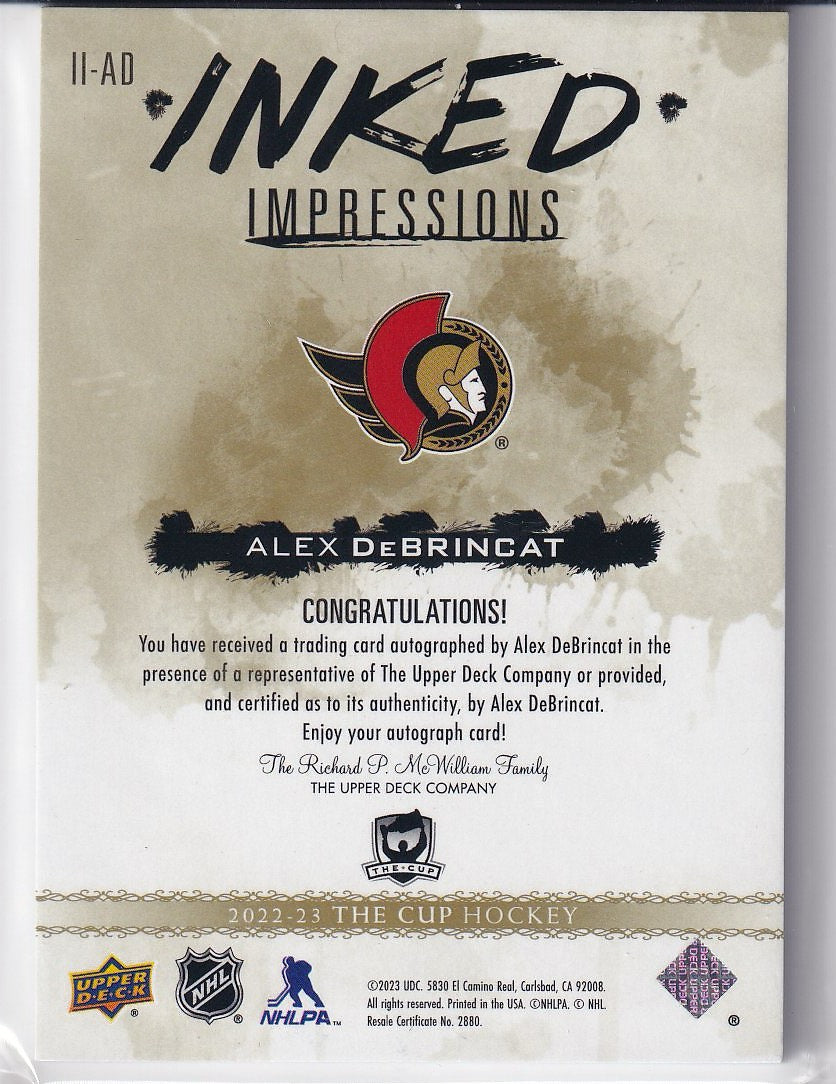 II-AD
INKED
IMPRESSIONS
®
ALEX DeBRINCAT
CONGRATULATIONS!
You have received a trading card autographed by Alex DeBrincat in the
presence of a representative of The Upper Deck Company or provided,
and certified as to its authenticity, by Alex DeBrincat.
Enjoy your autograph card!
The Richard P. McWilliam Family
THE UPPER DECK COMPANY
THE • CUP
2022-23 THE CUP HOCKEY
UPPER
D•E•C•K
®
NHL
®
NHLPA™
©2023 UDC. 5830 El Camino Real, Carlsbad, CA 92008.
All rights reserved. Printed in the USA. ©NHLPA. © NHL.
Resale Certificate No. 2880.
®